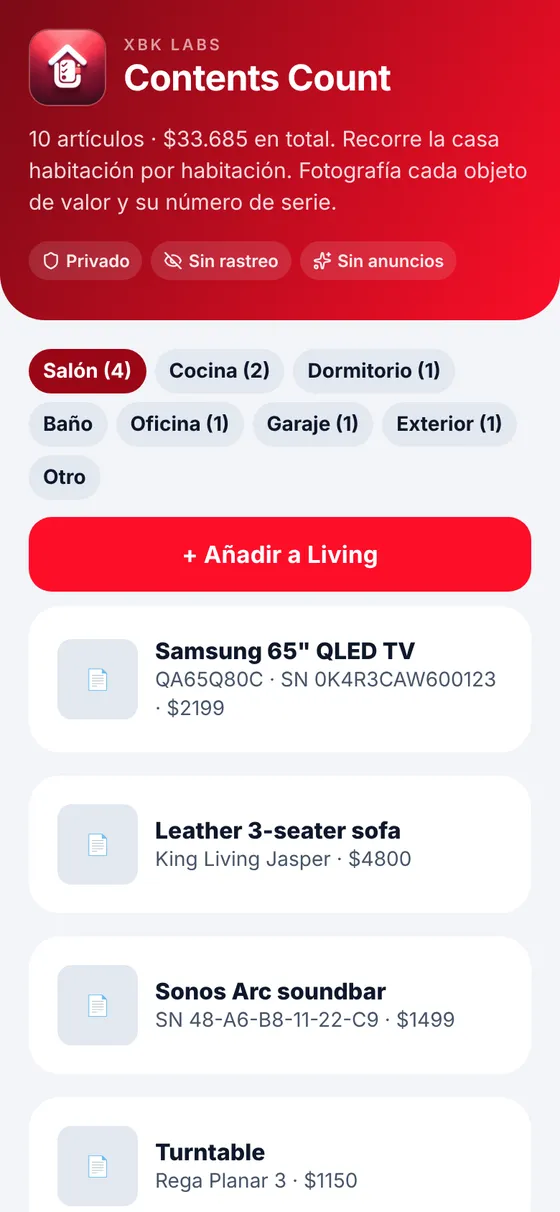 XBK LABS
Contents Count
10 artículos · $33.685 en total. Recorre la casa
habitación por habitación. Fotografía cada objeto
de valor y su número de serie.
Privado
Sin rastreo
Sin anuncios
Salón (4)
Cocina (2)
Dormitorio (1)
Baño
Oficina (1)
Garaje (1)
Exterior (1)
Otro
+ Añadir a Living
Samsung 65" QLED TV
QA65Q80C · SN 0K4R3CAW600123
· $2199
Leather 3-seater sofa
King Living Jasper · $4800
Sonos Arc soundbar
SN 48-A6-B8-11-22-C9 · $1499
Turntable
Rega Planar 3 · $1150